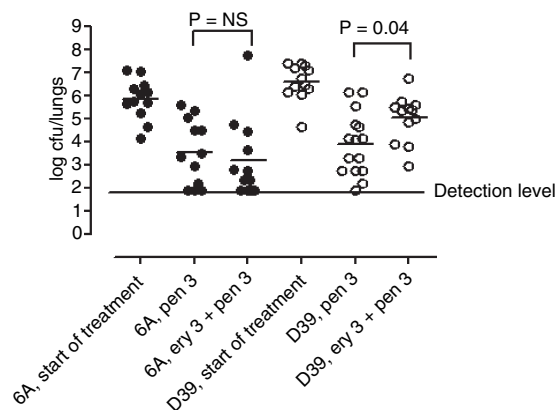 P = NS
P = 0.04
log cfu/lungs
9
8
7
6
5
4
3
2
1
0
Detection level
6A, start of treatment
6A, pen 3
6A, ery 3 + pen 3
D39, start of treatment
D39, pen 3
D39, ery 3 + pen 3